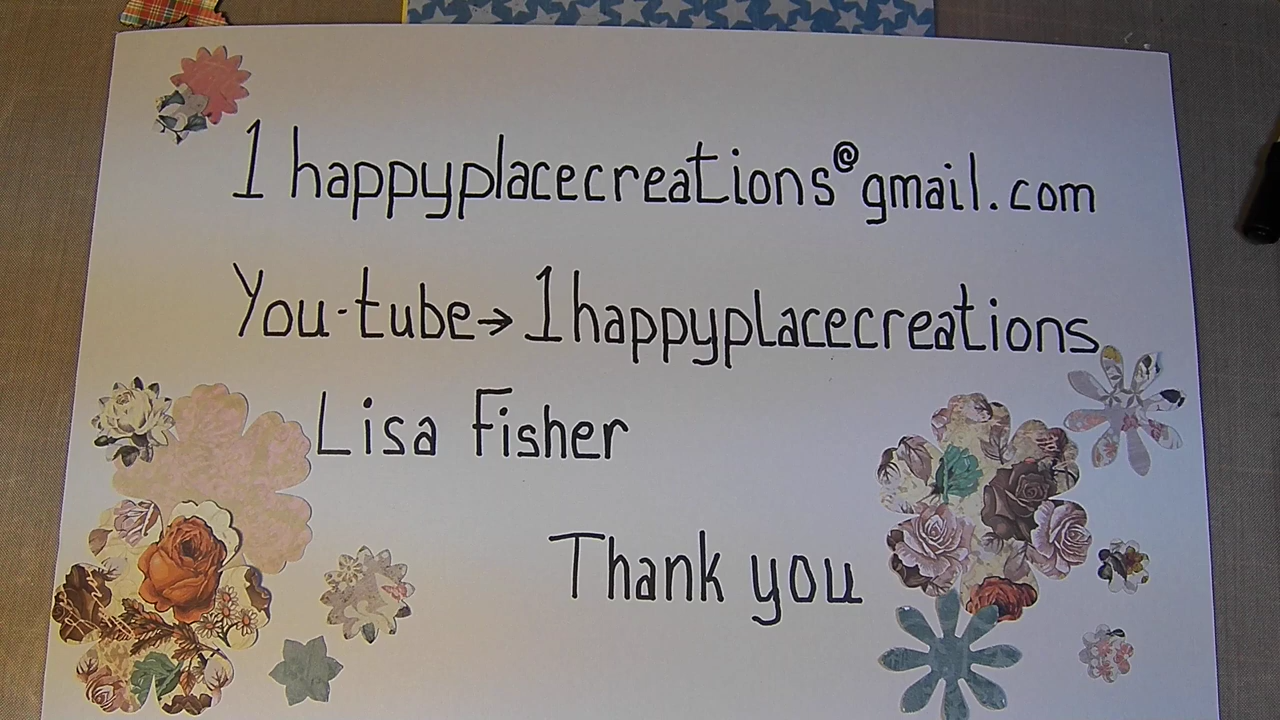 1happyplacecreations@gmail.com
You-tube→1happyplacecreations
Lisa Fisher
Thank you